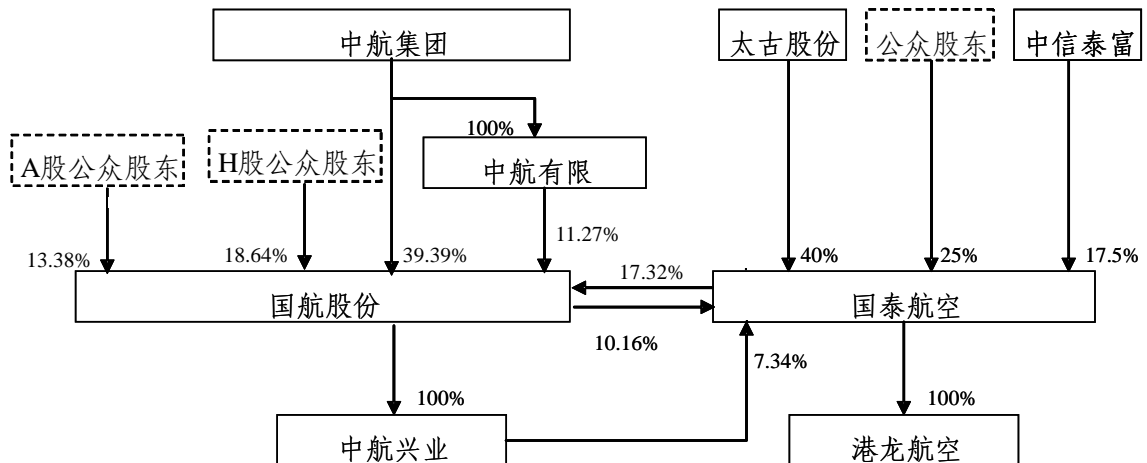 中航集团
太古股份
公众股东
中信泰富
100%
A股公众股东
H股公众股东
中航有限
13.38%
18.64%
39.39%
11.27%
40%
25%
17.5%
国航股份
17.32%
国泰航空
10.16%
7.34%
100%
100%
中航兴业
港龙航空